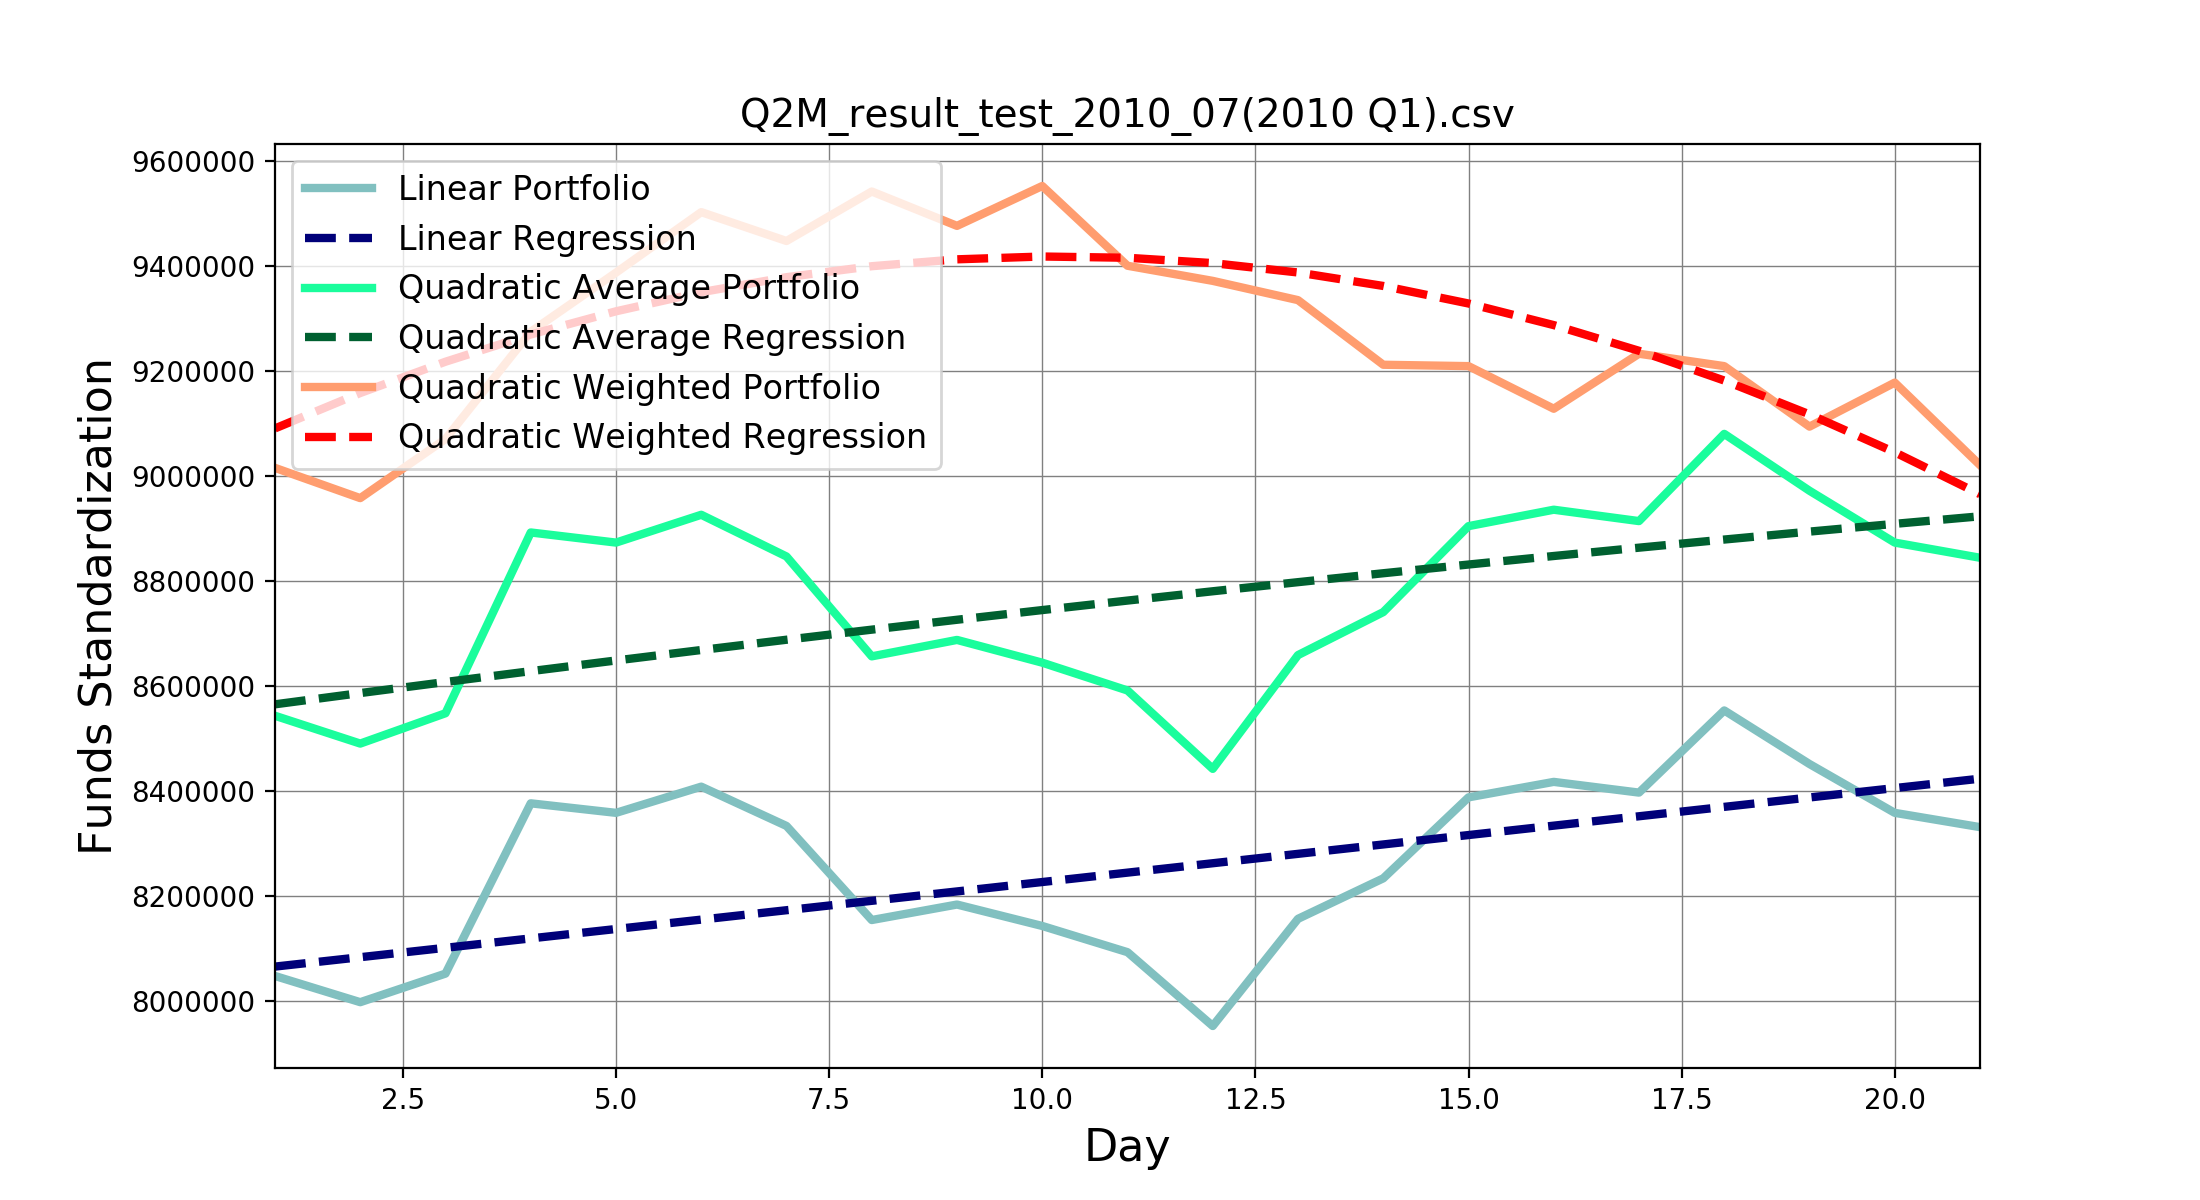 Q2M_result_test_2010_07(2010 Q1).csv
Funds Standardization
9600000
9400000
9200000
9000000
8800000
8600000
8400000
8200000
8000000
Linear Portfolio
Linear Regression
Quadratic Average Portfolio
Quadratic Average Regression
Quadratic Weighted Portfolio
Quadratic Weighted Regression
2.5 5.0 7.5 10.0 12.5 15.0 17.5 20.0
Day